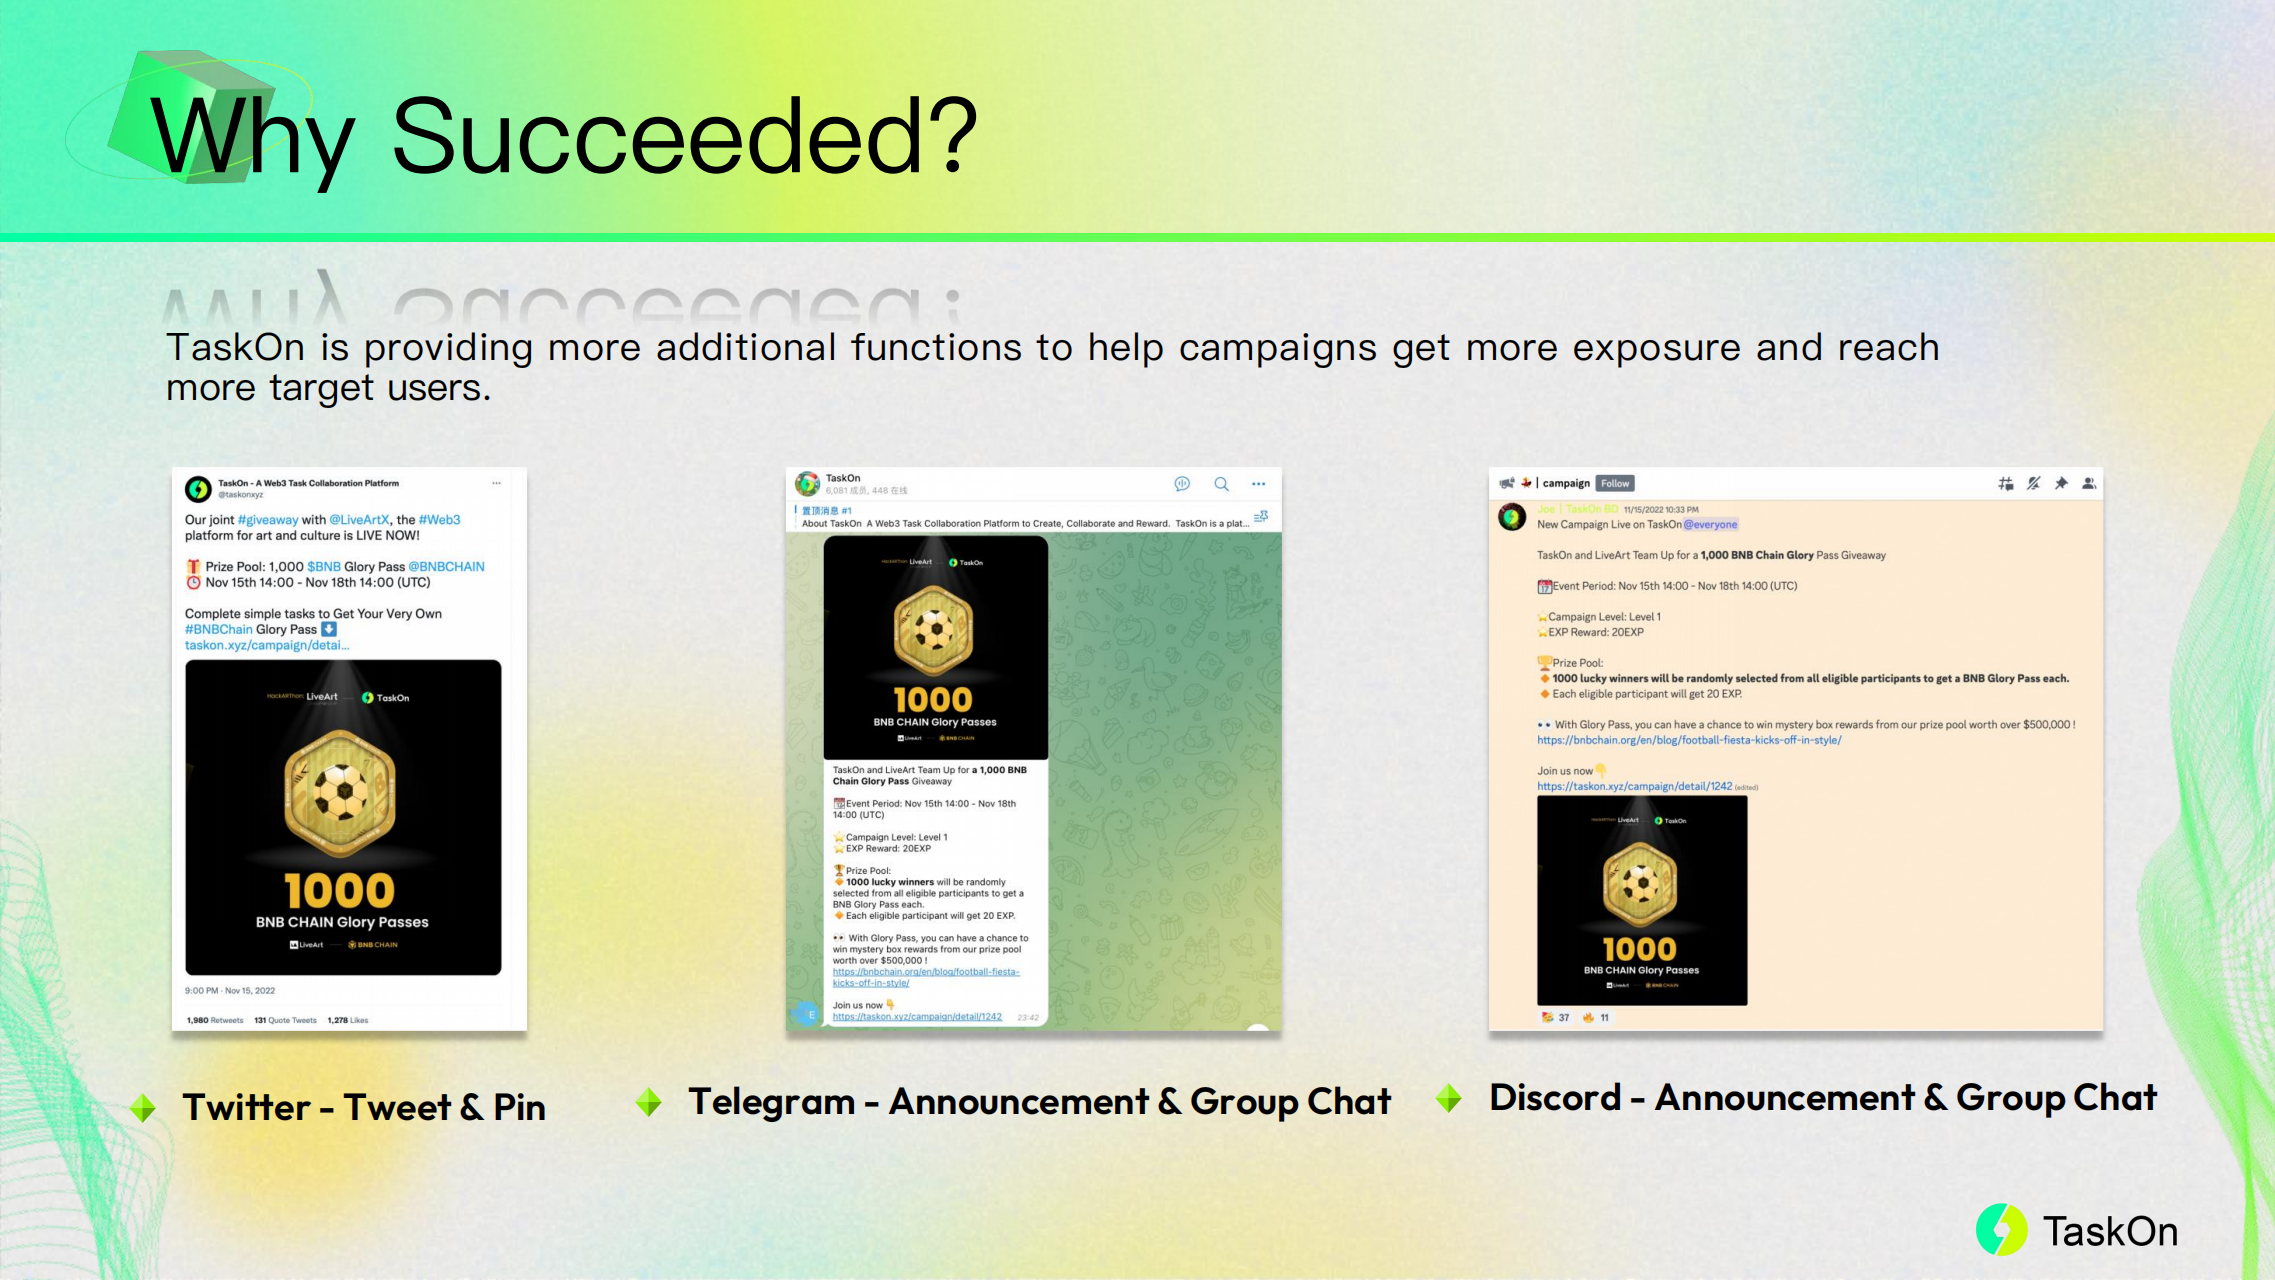 Why Succeeded?
TaskOn is providing more additional functions to help campaigns get more exposure and reach
more target users.
TaskOn - A Web3 Task Collaboration Platform
@taskonxyz
Our joint #giveaway with @LiveArtX, the #Web3
platform for art and culture is LIVE NOW!
Prize Pool: 1,000 $BNB Glory Pass @BNBCHAIN
Nov 15th 14:00 - Nov 18th 14:00 (UTC)
Complete simple tasks to Get Your Very Own
#BNBChain Glory Pass
taskon.xyz/campaign/detai...
HackARThon: LiveArt — TaskOn
1000
BNB CHAIN Glory Passes
LiveArt — BNB CHAIN
9:00 PM · Nov 15, 2022
1,980 Retweets 131 Quote Tweets 1,278 Likes
TaskOn
6,081 成员, 448 在线
置顶消息 #1
About TaskOn A Web3 Task Collaboration Platform to Create, Collaborate and Reward. TaskOn is a plat...
HackARThon: LiveArt — TaskOn
1000
BNB CHAIN Glory Passes
LiveArt — BNB CHAIN
TaskOn and LiveArt Team Up for a 1,000 BNB
Chain Glory Pass Giveaway
Event Period: Nov 15th 14:00 - Nov 18th
14:00 (UTC)
Campaign Level: Level 1
EXP Reward: 20EXP
Prize Pool:
1000 lucky winners will be randomly
selected from all eligible participants to get a
BNB Glory Pass each.
Each eligible participant will get 20 EXP.
With Glory Pass, you can have a chance to
win mystery box rewards from our prize pool
worth over $500,000 !
https://bnbchain.org/en/blog/football-fiesta-
kicks-off-in-style/
Join us now
https://taskon.xyz/campaign/detail/1242 23:42
E
campaign Follow
Joe | TaskOn BD 11/15/2022 10:33 PM
New Campaign Live on TaskOn @everyone
TaskOn and LiveArt Team Up for a 1,000 BNB Chain Glory Pass Giveaway
Event Period: Nov 15th 14:00 - Nov 18th 14:00 (UTC)
Campaign Level: Level 1
EXP Reward: 20EXP
Prize Pool:
1000 lucky winners will be randomly selected from all eligible participants to get a BNB Glory Pass each.
Each eligible participant will get 20 EXP.
With Glory Pass, you can have a chance to win mystery box rewards from our prize pool worth over $500,000 !
https://bnbchain.org/en/blog/football-fiesta-kicks-off-in-style/
Join us now
https://taskon.xyz/campaign/detail/1242 (edited)
LiveArt — TaskOn
1000
BNB CHAIN Glory Passes
LiveArt — BNB CHAIN
37 11
Twitter - Tweet & Pin
Telegram - Announcement & Group Chat
Discord - Announcement & Group Chat
TaskOn